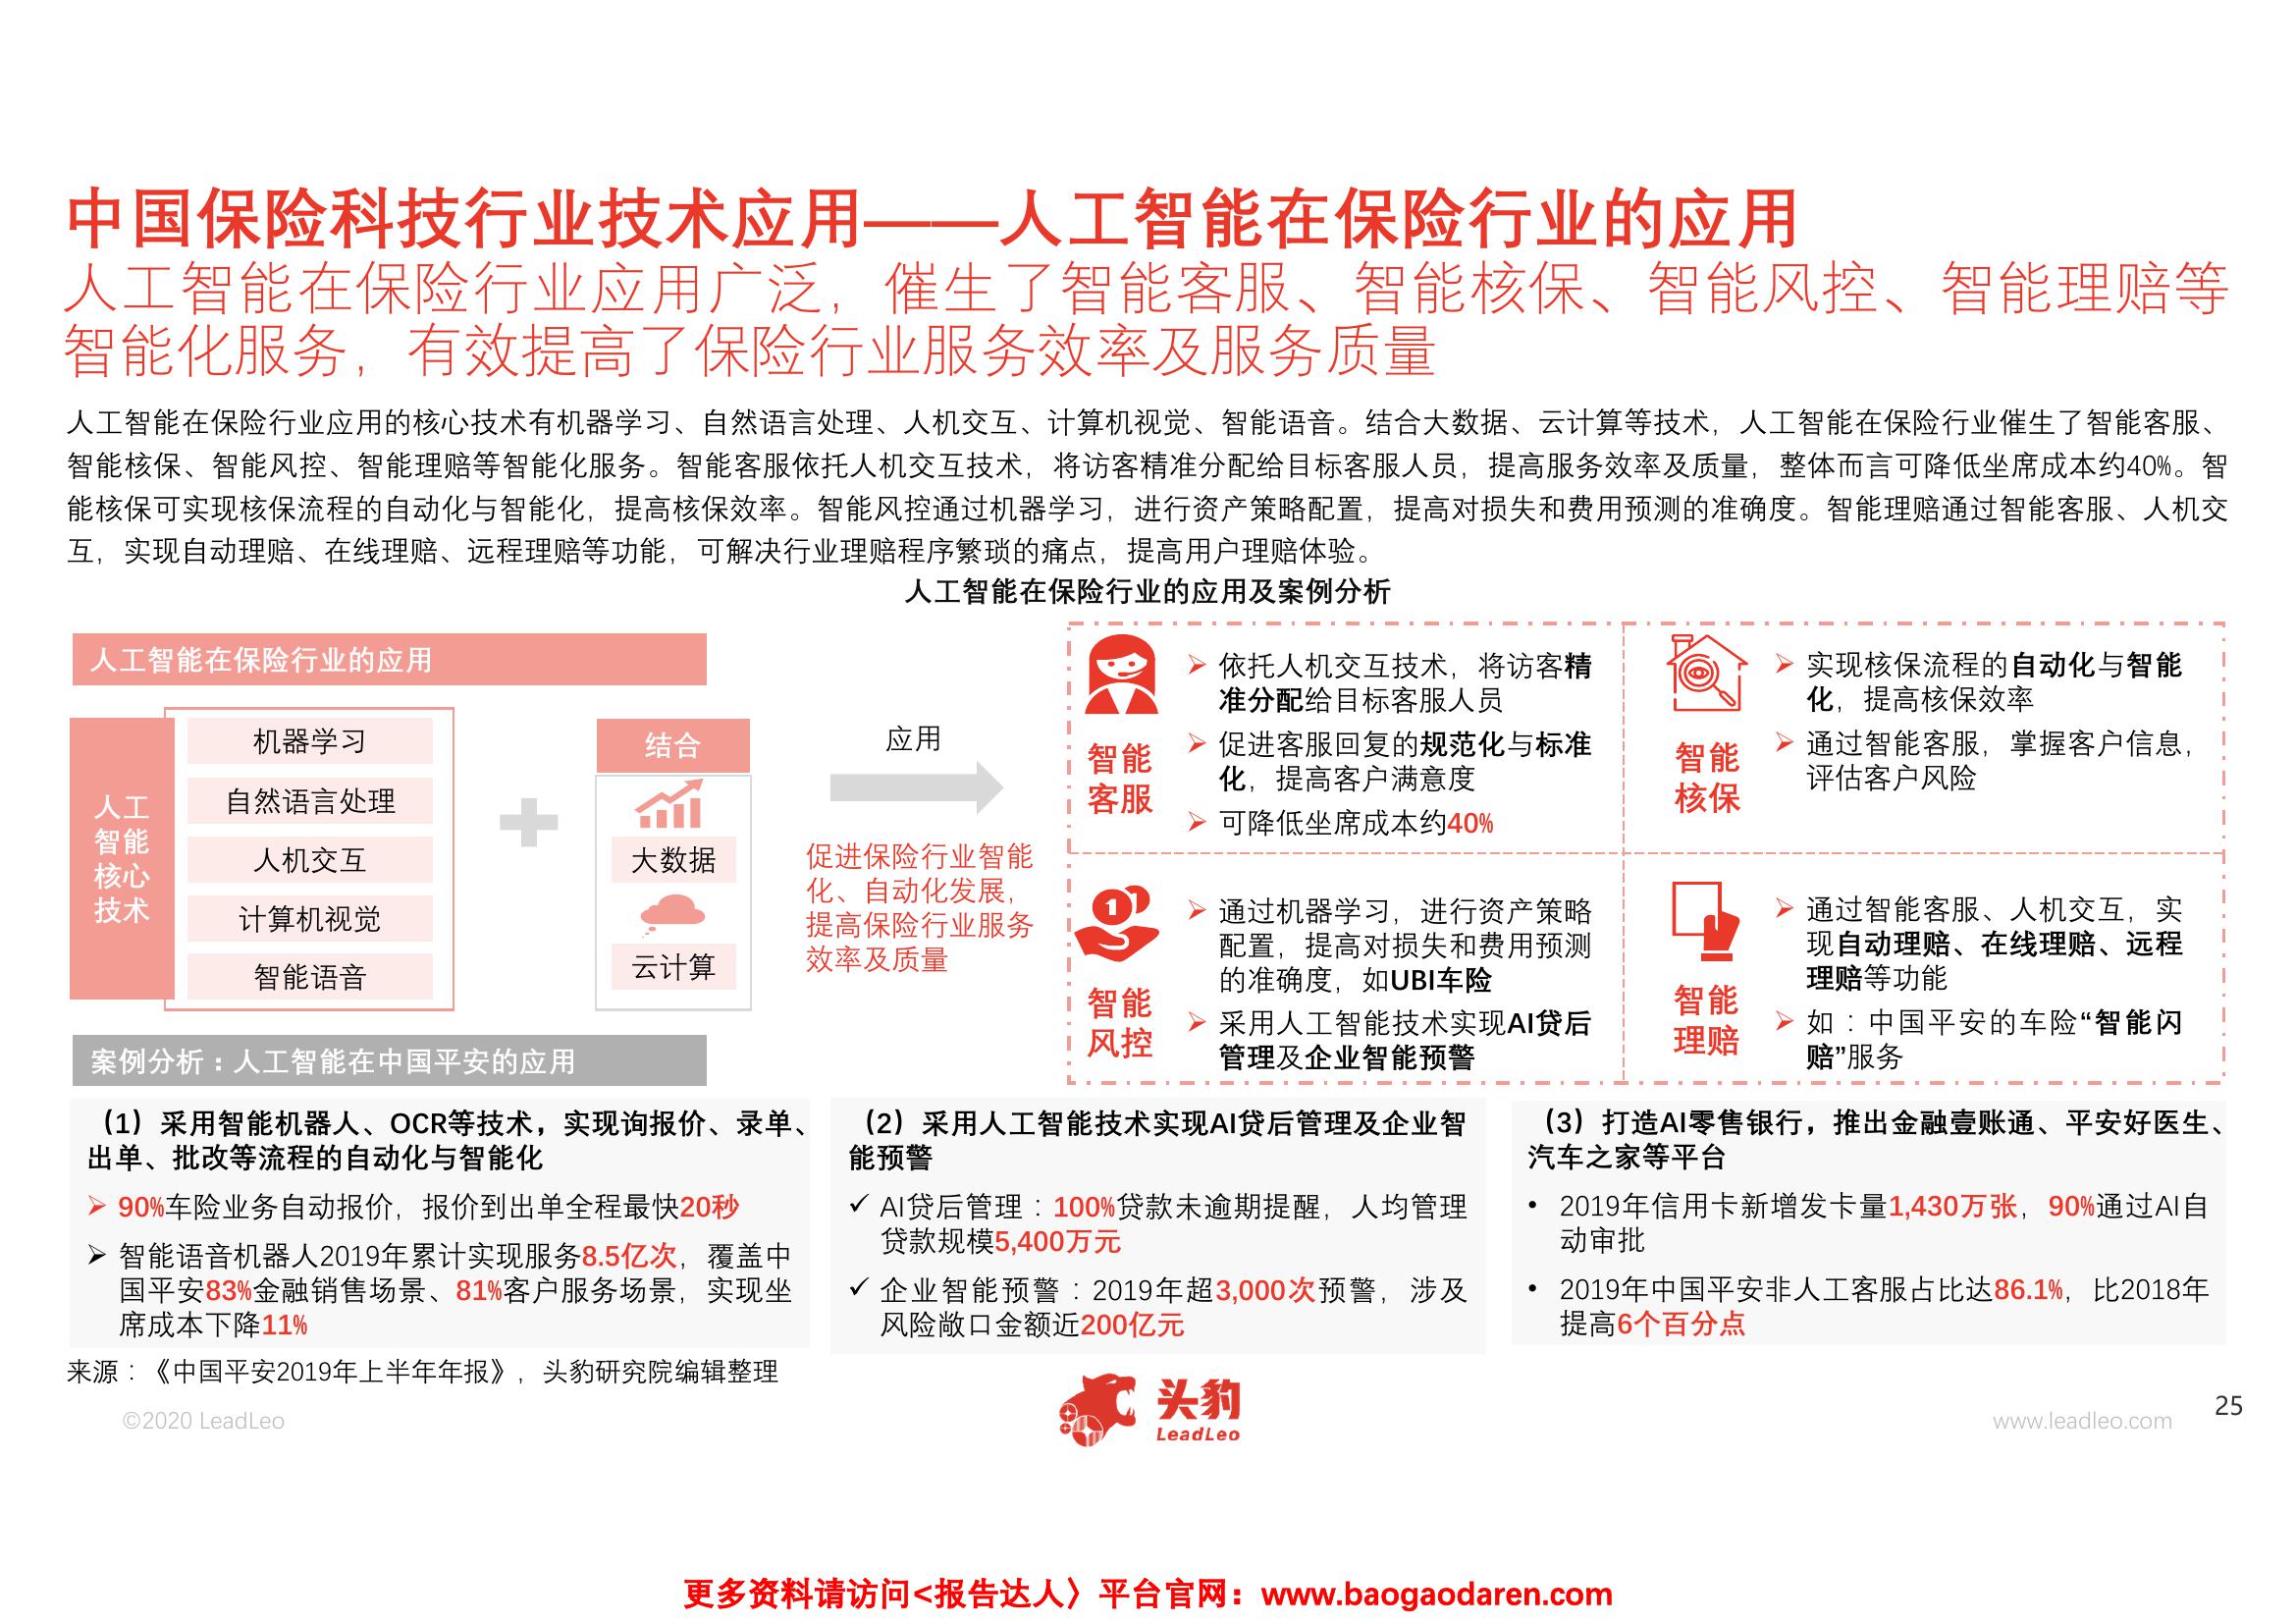 中国保险科技行业技术应用——人工智能在保险行业的应用
人工智能在保险行业应用广泛，催生了智能客服、智能核保、智能风控、智能理赔等
智能化服务，有效提高了保险行业服务效率及服务质量
人工智能在保险行业应用的核心技术有机器学习、自然语言处理、人机交互、计算机视觉、智能语音。结合大数据、云计算等技术，人工智能在保险行业催生了智能客服、
智能核保、智能风控、智能理赔等智能化服务。智能客服依托人机交互技术，将访客精准分配给目标客服人员，提高服务效率及质量，整体而言可降低坐席成本约40%。智
能核保可实现核保流程的自动化与智能化，提高核保效率。智能风控通过机器学习，进行资产策略配置，提高对损失和费用预测的准确度。智能理赔通过智能客服、人机交
互，实现自动理赔、在线理赔、远程理赔等功能，可解决行业理赔程序繁琐的痛点，提高用户理赔体验。
人工智能在保险行业的应用及案例分析
人工智能在保险行业的应用
人工
智能
核心
技术
机器学习
自然语言处理
人机交互
计算机视觉
智能语音
结合
大数据
云计算
应用
促进保险行业智能
化、自动化发展，
提高保险行业服务
效率及质量
智能
客服
➢ 依托人机交互技术，将访客精
准分配给目标客服人员
➢ 促进客服回复的规范化与标准
化，提高客户满意度
➢ 可降低坐席成本约40%
智能
核保
➢ 实现核保流程的自动化与智能
化，提高核保效率
➢ 通过智能客服，掌握客户信息，
评估客户风险
1
智能
风控
➢ 通过机器学习，进行资产策略
配置，提高对损失和费用预测
的准确度，如UBI车险
➢ 采用人工智能技术实现AI贷后
管理及企业智能预警
智能
理赔
➢ 通过智能客服、人机交互，实
现自动理赔、在线理赔、远程
理赔等功能
➢ 如：中国平安的车险“智能闪
赔”服务
案例分析：人工智能在中国平安的应用
（1）采用智能机器人、OCR等技术，实现询报价、录单、
出单、批改等流程的自动化与智能化
➢ 90%车险业务自动报价，报价到出单全程最快20秒
➢ 智能语音机器人2019年累计实现服务8.5亿次，覆盖中
国平安83%金融销售场景、81%客户服务场景，实现坐
席成本下降11%
（2）采用人工智能技术实现AI贷后管理及企业智
能预警
✓ AI贷后管理：100%贷款未逾期提醒，人均管理
贷款规模5,400万元
✓ 企业智能预警：2019年超3,000次预警，涉及
风险敞口金额近200亿元
（3）打造AI零售银行，推出金融壹账通、平安好医生、
汽车之家等平台
• 2019年信用卡新增发卡量1,430万张，90%通过AI自
动审批
• 2019年中国平安非人工客服占比达86.1%，比2018年
提高6个百分点
来源：《中国平安2019年上半年年报》，头豹研究院编辑整理
©2020 LeadLeo
头豹
LeadLeo
www.leadleo.com
25
更多资料请访问<报告达人〉平台官网：www.baogaodaren.com